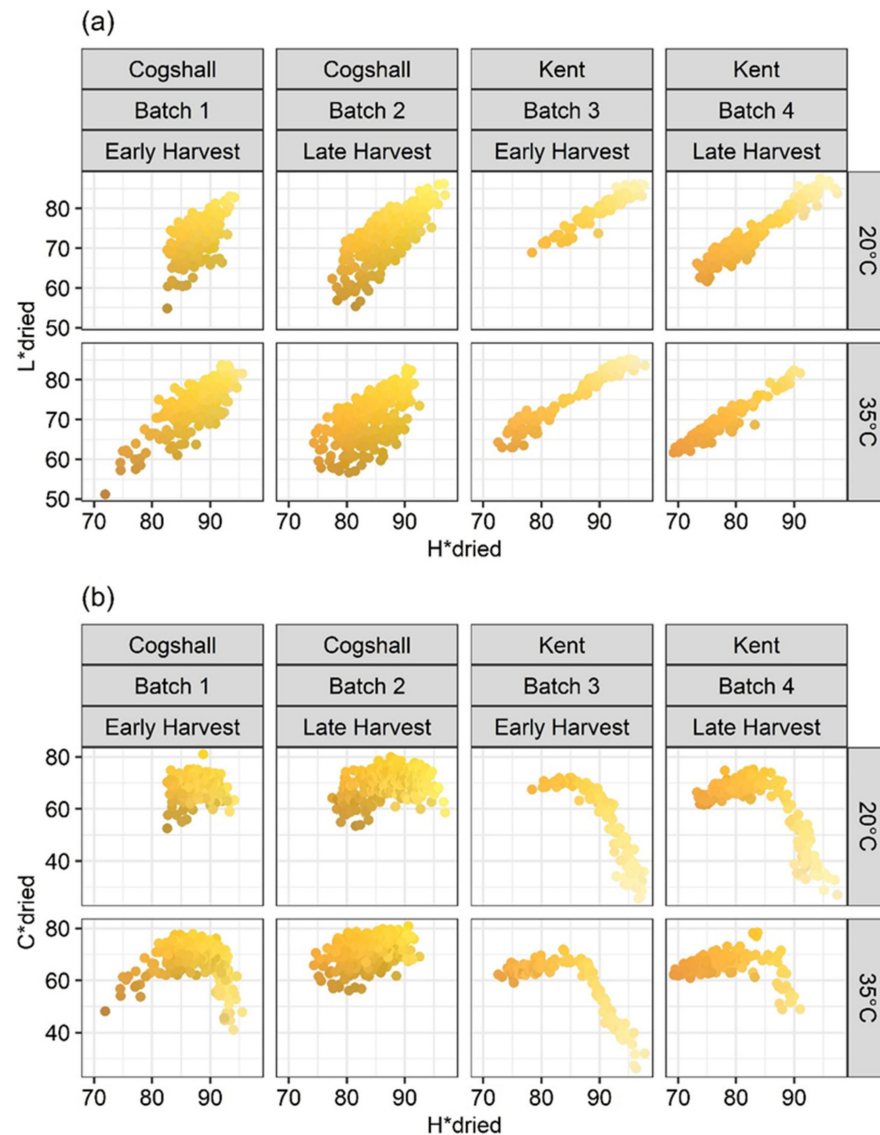 (a)
Cogshall Cogshall Kent Kent
Batch 1 Batch 2 Batch 3 Batch 4
Early Harvest Late Harvest Early Harvest Late Harvest
80
70
60
50
20°C
L*dried
80
70
60
50
35°C
70 80 90 70 80 90 70 80 90 70 80 90
H*dried
(b)
Cogshall Cogshall Kent Kent
Batch 1 Batch 2 Batch 3 Batch 4
Early Harvest Late Harvest Early Harvest Late Harvest
80
60
40
20°C
C*dried
80
60
40
35°C
70 80 90 70 80 90 70 80 90 70 80 90
H*dried